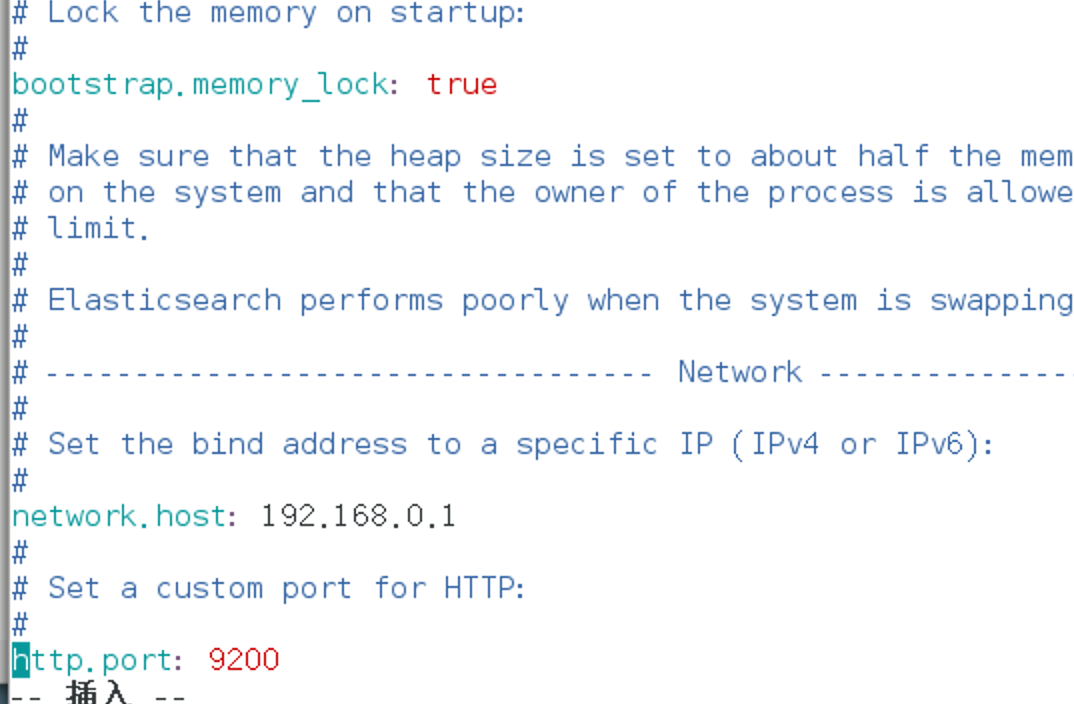 # Lock the memory on startup:
#
bootstrap.memory_lock: true
#
# Make sure that the heap size is set to about half the mem
# on the system and that the owner of the process is allowe
# limit.
#
# Elasticsearch performs poorly when the system is swapping
#
# ---------------------------------- Network --------------
#
# Set the bind address to a specific IP (IPv4 or IPv6):
#
network.host: 192.168.0.1
#
# Set a custom port for HTTP:
#
http.port: 9200
-- 插入 --